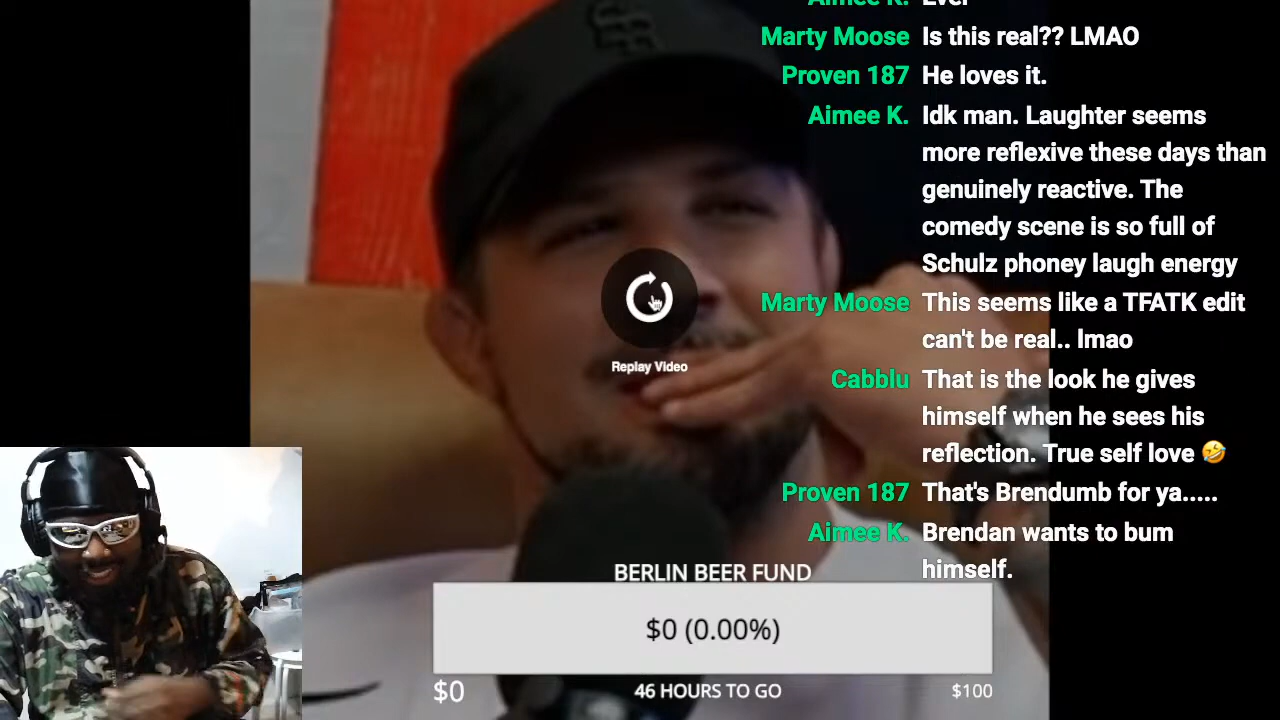 Aimee K. Ever
Marty Moose Is this real?? LMAO
Proven 187 He loves it.
Aimee K. Idk man. Laughter seems
more reflexive these days than
genuinely reactive. The
comedy scene is so full of
Schulz phoney laugh energy
Marty Moose This seems like a TFATK edit
can't be real.. lmao
Cabblu That is the look he gives
himself when he sees his
reflection. True self love 🤣
Proven 187 That's Brendumb for ya.....
Aimee K. Brendan wants to bum
himself.
Replay Video
BERLIN BEER FUND
$0 (0.00%)
$0 46 HOURS TO GO $100